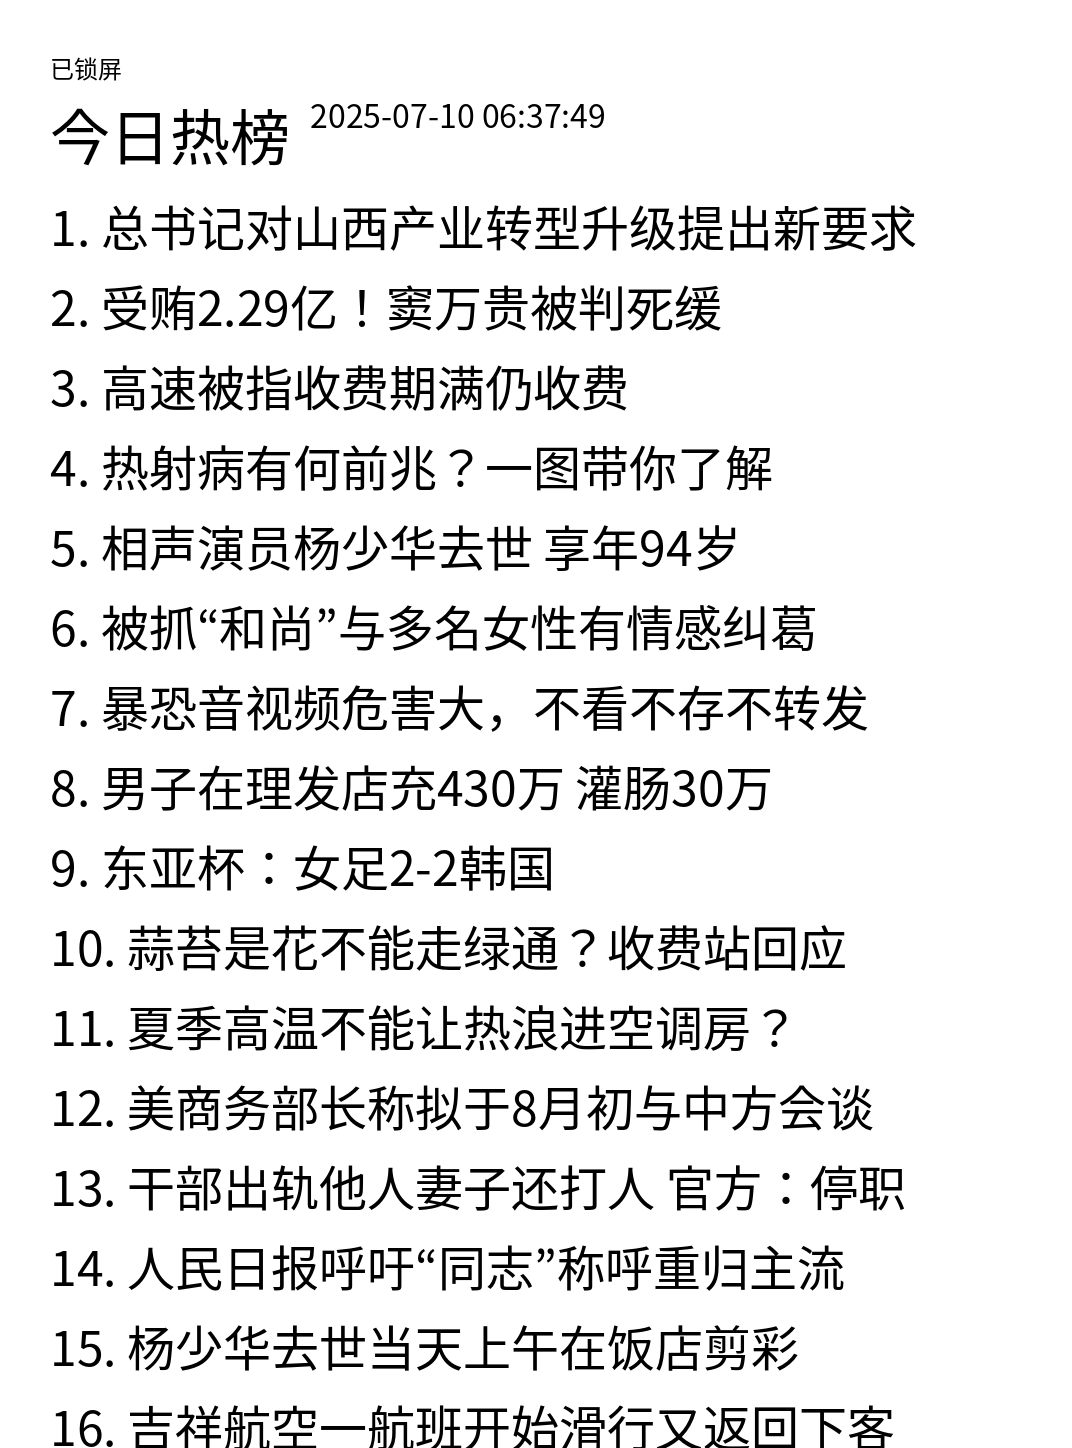 已锁屏
今日热榜 2025-07-10 06:37:49
1. 总书记对山西产业转型升级提出新要求
2. 受贿2.29亿！窦万贵被判死缓
3. 高速被指收费期满仍收费
4. 热射病有何前兆？一图带你了解
5. 相声演员杨少华去世 享年94岁
6. 被抓“和尚”与多名女性有情感纠葛
7. 暴恐音视频危害大，不看不存不转发
8. 男子在理发店充430万 灌肠30万
9. 东亚杯：女足2-2韩国
10. 蒜苔是花不能走绿通？收费站回应
11. 夏季高温不能让热浪进空调房？
12. 美商务部长称拟于8月初与中方会谈
13. 干部出轨他人妻子还打人 官方：停职
14. 人民日报呼吁“同志”称呼重归主流
15. 杨少华去世当天上午在饭店剪彩
16. 吉祥航空一航班开始滑行又返回下客